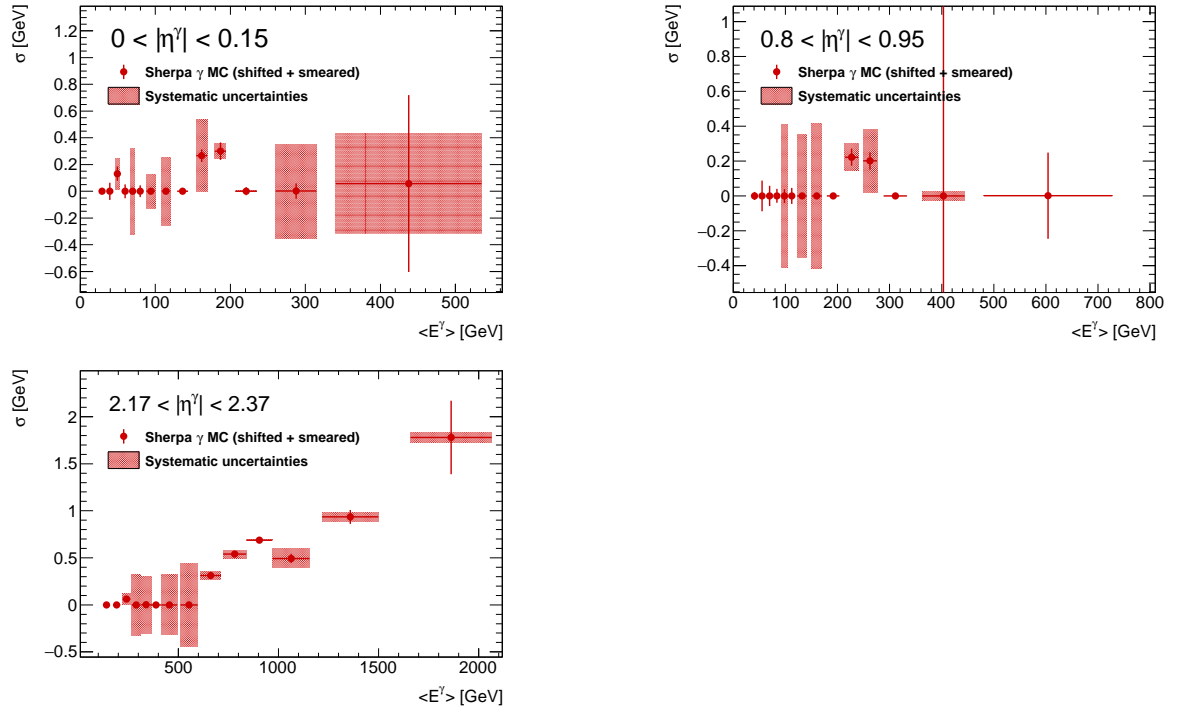 σ [GeV]
1.2
1
0.8
0.6
0.4
0.2
0
−0.2
−0.4
−0.6
0 < |η^γ| < 0.15
Sherpa γ MC (shifted + smeared)
Systematic uncertainties
0 100 200 300 400 500
<E^γ> [GeV]
σ [GeV]
1
0.8
0.6
0.4
0.2
0
−0.2
−0.4
0.8 < |η^γ| < 0.95
Sherpa γ MC (shifted + smeared)
Systematic uncertainties
0 100 200 300 400 500 600 700 800
<E^γ> [GeV]
σ [GeV]
2
1.5
1
0.5
0
−0.5
2.17 < |η^γ| < 2.37
Sherpa γ MC (shifted + smeared)
Systematic uncertainties
500 1000 1500 2000
<E^γ> [GeV]